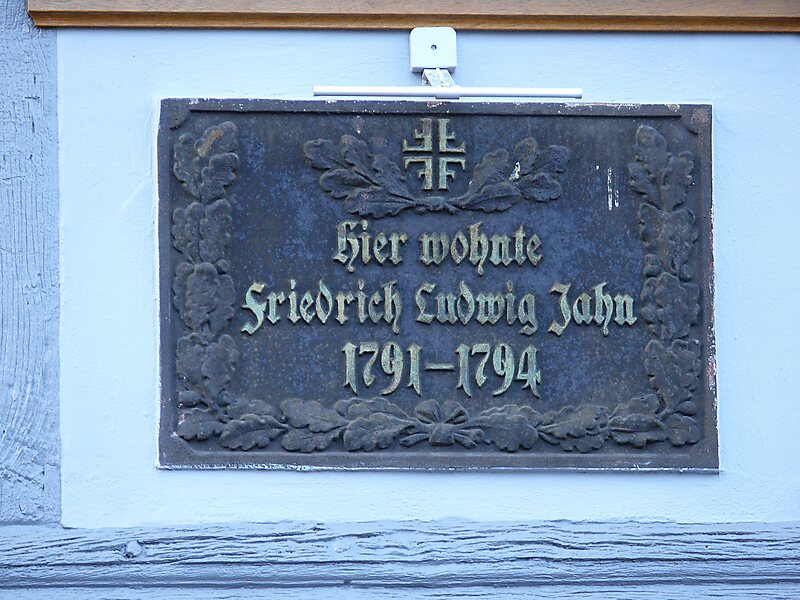 Hier wohnte
Friedrich Ludwig Jahn
1791-1794